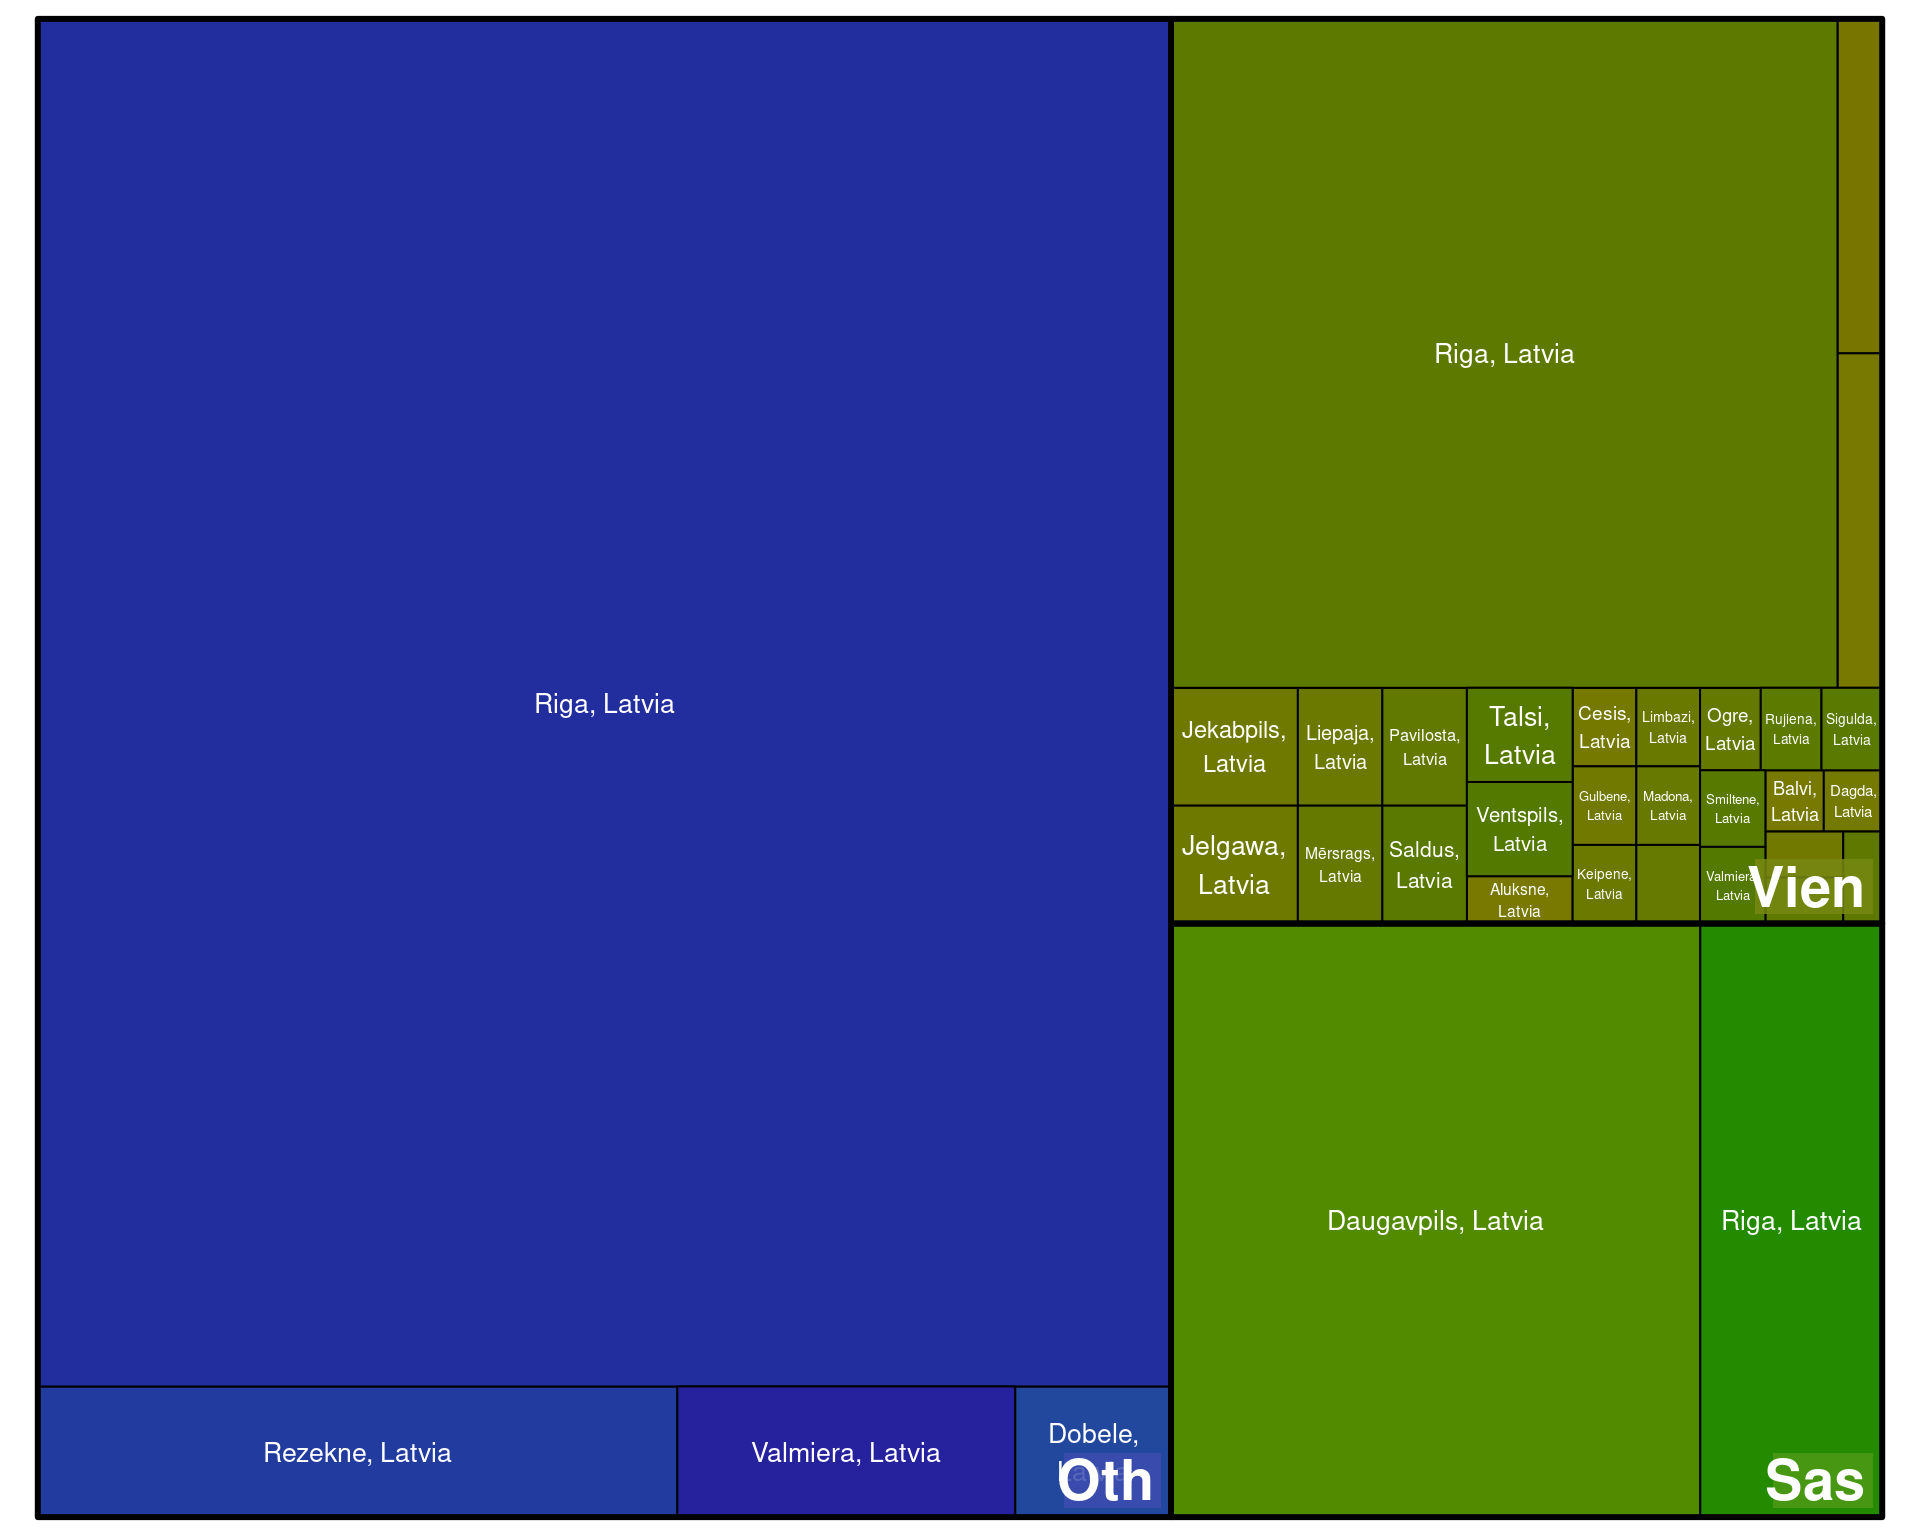 Riga, Latvia
Rezekne, Latvia
Valmiera, Latvia
Dobele,
Oth
Riga, Latvia
Jekabpils,
Latvia
Jelgawa,
Latvia
Liepaja,
Latvia
Mērsrags,
Latvia
Pavilosta,
Latvia
Saldus,
Latvia
Talsi,
Latvia
Ventspils,
Latvia
Aluksne,
Latvia
Cesis,
Latvia
Gulbene,
Latvia
Keipene,
Latvia
Limbazi,
Latvia
Madona,
Latvia
Ogre,
Latvia
Rujiena,
Latvia
Sigulda,
Latvia
Smiltene,
Latvia
Valmiera
Latvia
Balvi,
Latvia
Dagda,
Latvia
Vien
Daugavpils, Latvia
Riga, Latvia
Sas